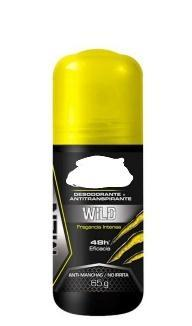 DESODORANTE +
ANTITRANSPIRANTE
WiLD
Fragancia Intensa
48h
Eficacia
ANTI-MANCHAS / NO IRRITA
65 g